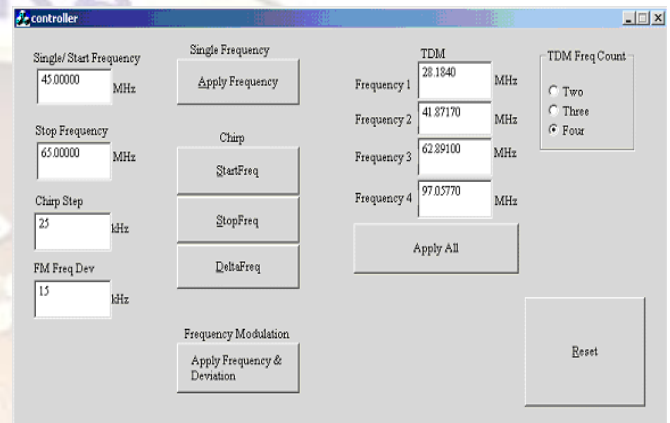 controller
Single/ Start Frequency
45.00000
MHz
Stop Frequency
65.00000
MHz
Chirp Step
25
kHz
FM Freq Dev
15
kHz
Single Frequency
Apply Frequency
Chirp
StartFreq
StopFreq
DeltaFreq
Frequency Modulation
Apply Frequency &
Deviation
TDM
Frequency 1
28.1840
MHz
Frequency 2
41.87170
MHz
Frequency 3
62.89100
MHz
Frequency 4
97.05770
MHz
Apply All
TDM Freq Count
Two
Three
Four
Reset